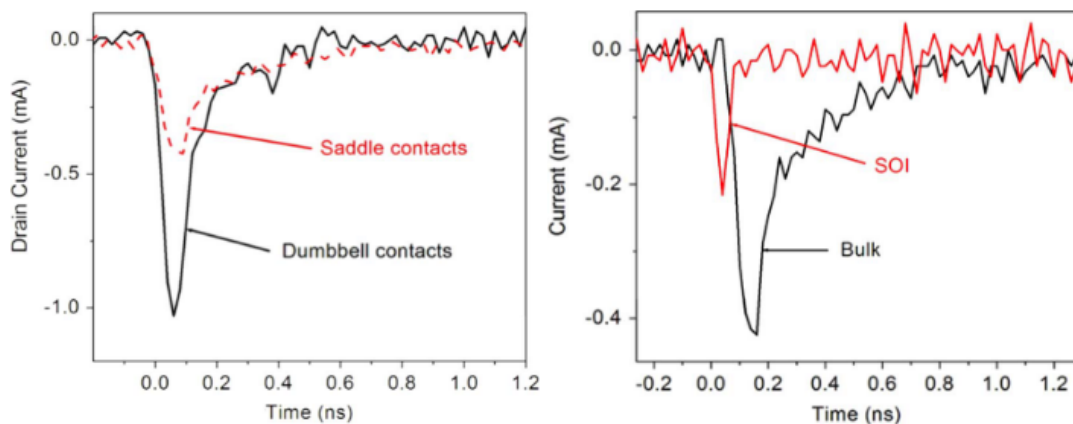 Drain Current (mA)
0.0
-0.5
-1.0
Saddle contacts
Dumbbell contacts
0.0 0.2 0.4 0.6 0.8 1.0 1.2
Time (ns)
Current (mA)
0.0
-0.2
-0.4
SOI
Bulk
-0.2 0.0 0.2 0.4 0.6 0.8 1.0 1.2
Time (ns)